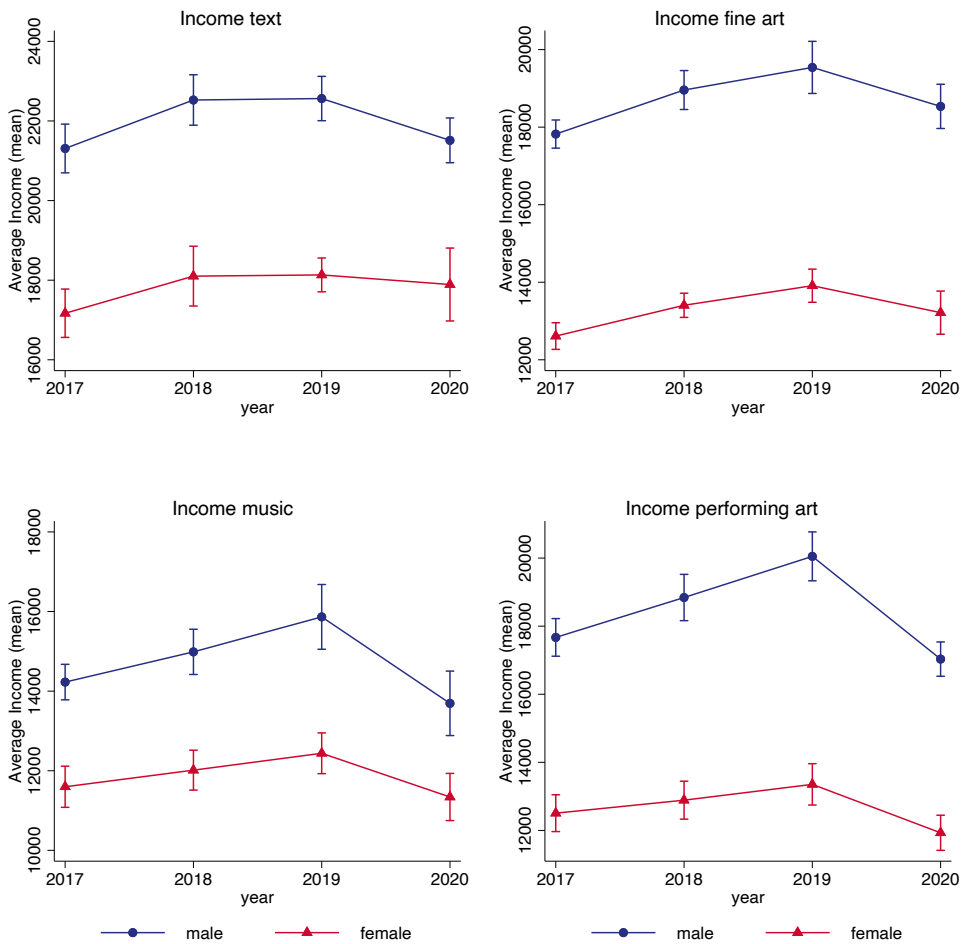 Income text
Average Income (mean)
24000
22000
20000
18000
16000
2017 2018 2019 2020
year
Income fine art
Average Income (mean)
20000
18000
16000
14000
12000
2017 2018 2019 2020
year
Income music
Average Income (mean)
18000
16000
14000
12000
10000
2017 2018 2019 2020
year
male female
Income performing art
Average Income (mean)
20000
18000
16000
14000
12000
2017 2018 2019 2020
year
male female